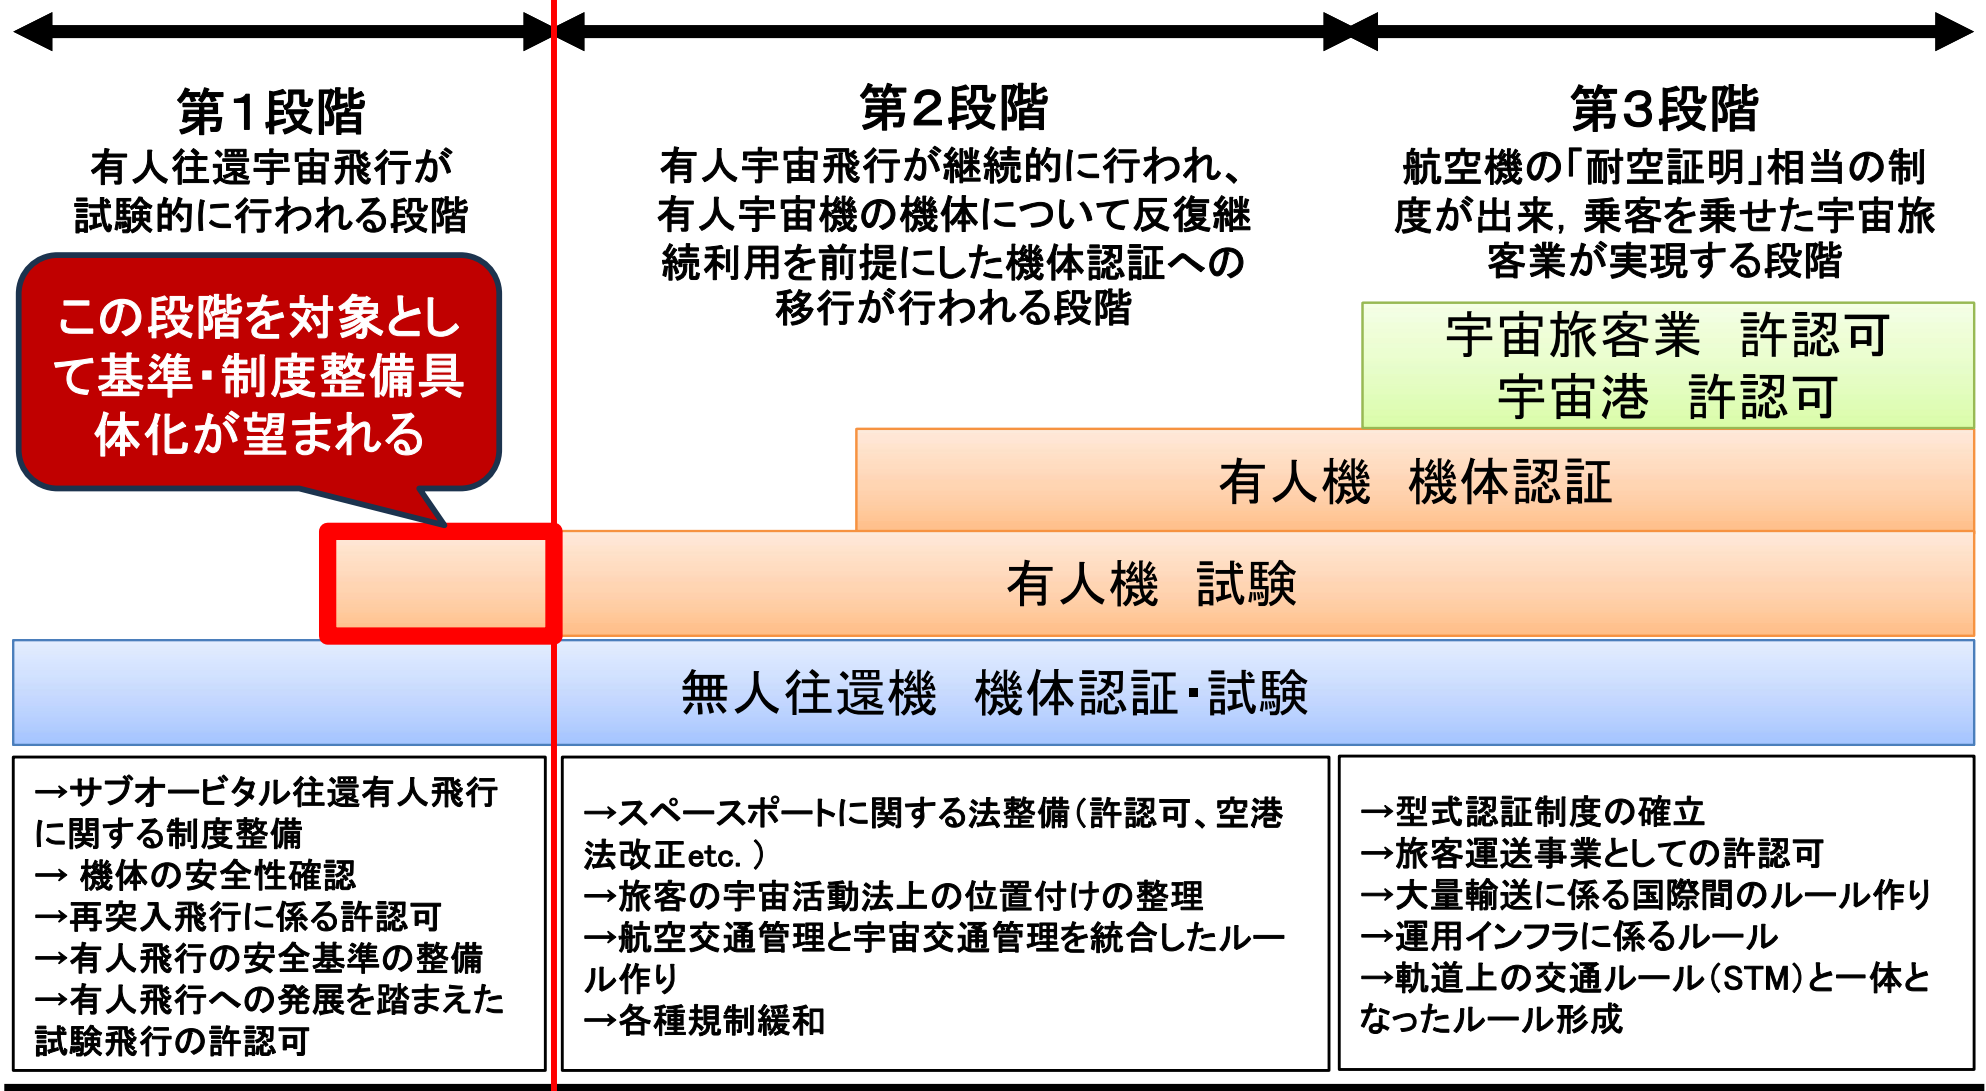 第1段階
有人往還宇宙飛行が
試験的に行われる段階
第2段階
有人宇宙飛行が継続的に行われ、
有人宇宙機の機体について反復継
続利用を前提にした機体認証への
移行が行われる段階
第3段階
航空機の「耐空証明」相当の制
度が出来，乗客を乗せた宇宙旅
客業が実現する段階
この段階を対象とし
て基準・制度整備具
体化が望まれる
宇宙旅客業　許認可
宇宙港　許認可
有人機　機体認証
有人機　試験
無人往還機　機体認証・試験
→サブオービタル往還有人飛行
に関する制度整備
→ 機体の安全性確認
→再突入飛行に係る許認可
→有人飛行の安全基準の整備
→有人飛行への発展を踏まえた
試験飛行の許認可
→スペースポートに関する法整備（許認可、空港
法改正etc．）
→旅客の宇宙活動法上の位置付けの整理
→航空交通管理と宇宙交通管理を統合したルー
ル作り
→各種規制緩和
→型式認証制度の確立
→旅客運送事業としての許認可
→大量輸送に係る国際間のルール作り
→運用インフラに係るルール
→軌道上の交通ルール（STM）と一体と
なったルール形成